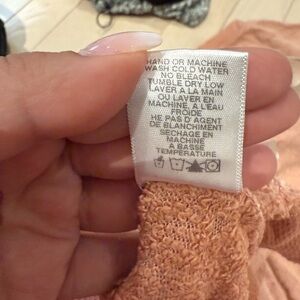 HAND OR MACHINE
WASH COLD WATER
NO BLEACH
TUMBLE DRY LOW
LAVER A LA MAIN
OU LAVER EN
MACHINE, A L'EAU
FROIDE
HE PAS D'AGENT
DE BLANCHIMENT
SECHAGE EN
MACHINE
A BASSE
TEMPERATURE